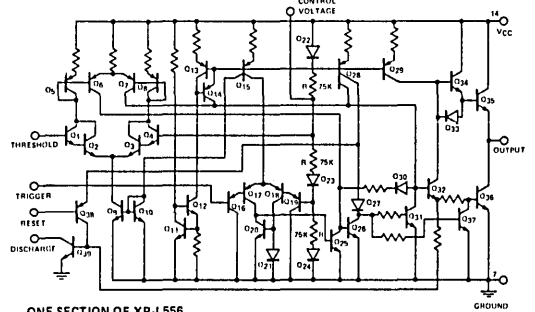 CONTROL
VOLTAGE
14
VCC
Q22
Q13
Q14
Q15
Q28
Q29
Q34
Q35
Q5
Q6
Q7
Q8
R 75K
Q33
Q1
Q2
Q3
Q4
THRESHOLD
OUTPUT
R 75K
Q23
Q30
Q32
TRIGGER
Q17
Q18
Q19
Q27
Q36
RESET
Q38
Q9
Q10
Q12
Q11
Q16
Q20
R
75K
Q25
Q26
Q31
Q37
DISCHARGE
Q39
Q21
Q24
7
GROUND
ONE SECTION OF XR-L556